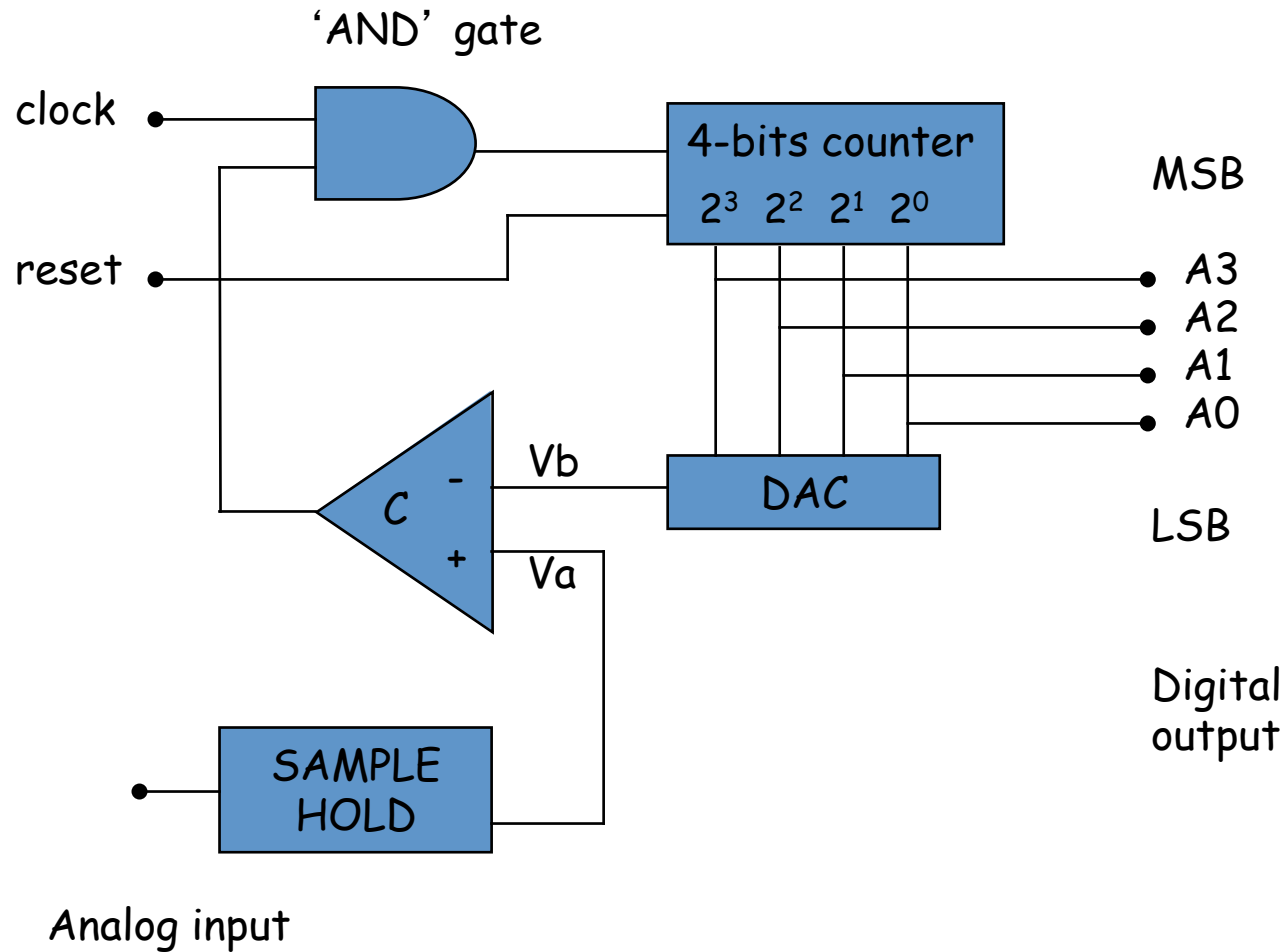 ‘AND’ gate
clock
4-bits counter
MSB
2³ 2² 2¹ 2⁰
reset
A3
A2
A1
A0
Vb
C
-
+
DAC
LSB
Va
Digital
output
SAMPLE
HOLD
Analog input